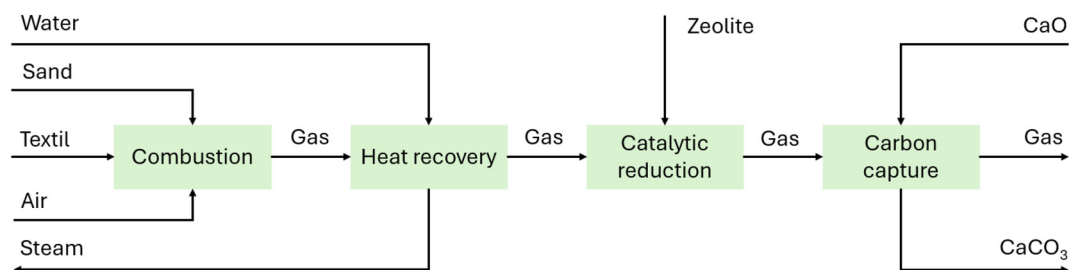 Water
Zeolite
CaO
Sand
Textil
Combustion
Gas
Heat recovery
Gas
Catalytic
reduction
Gas
Carbon
capture
Gas
Air
Steam
CaCO₃